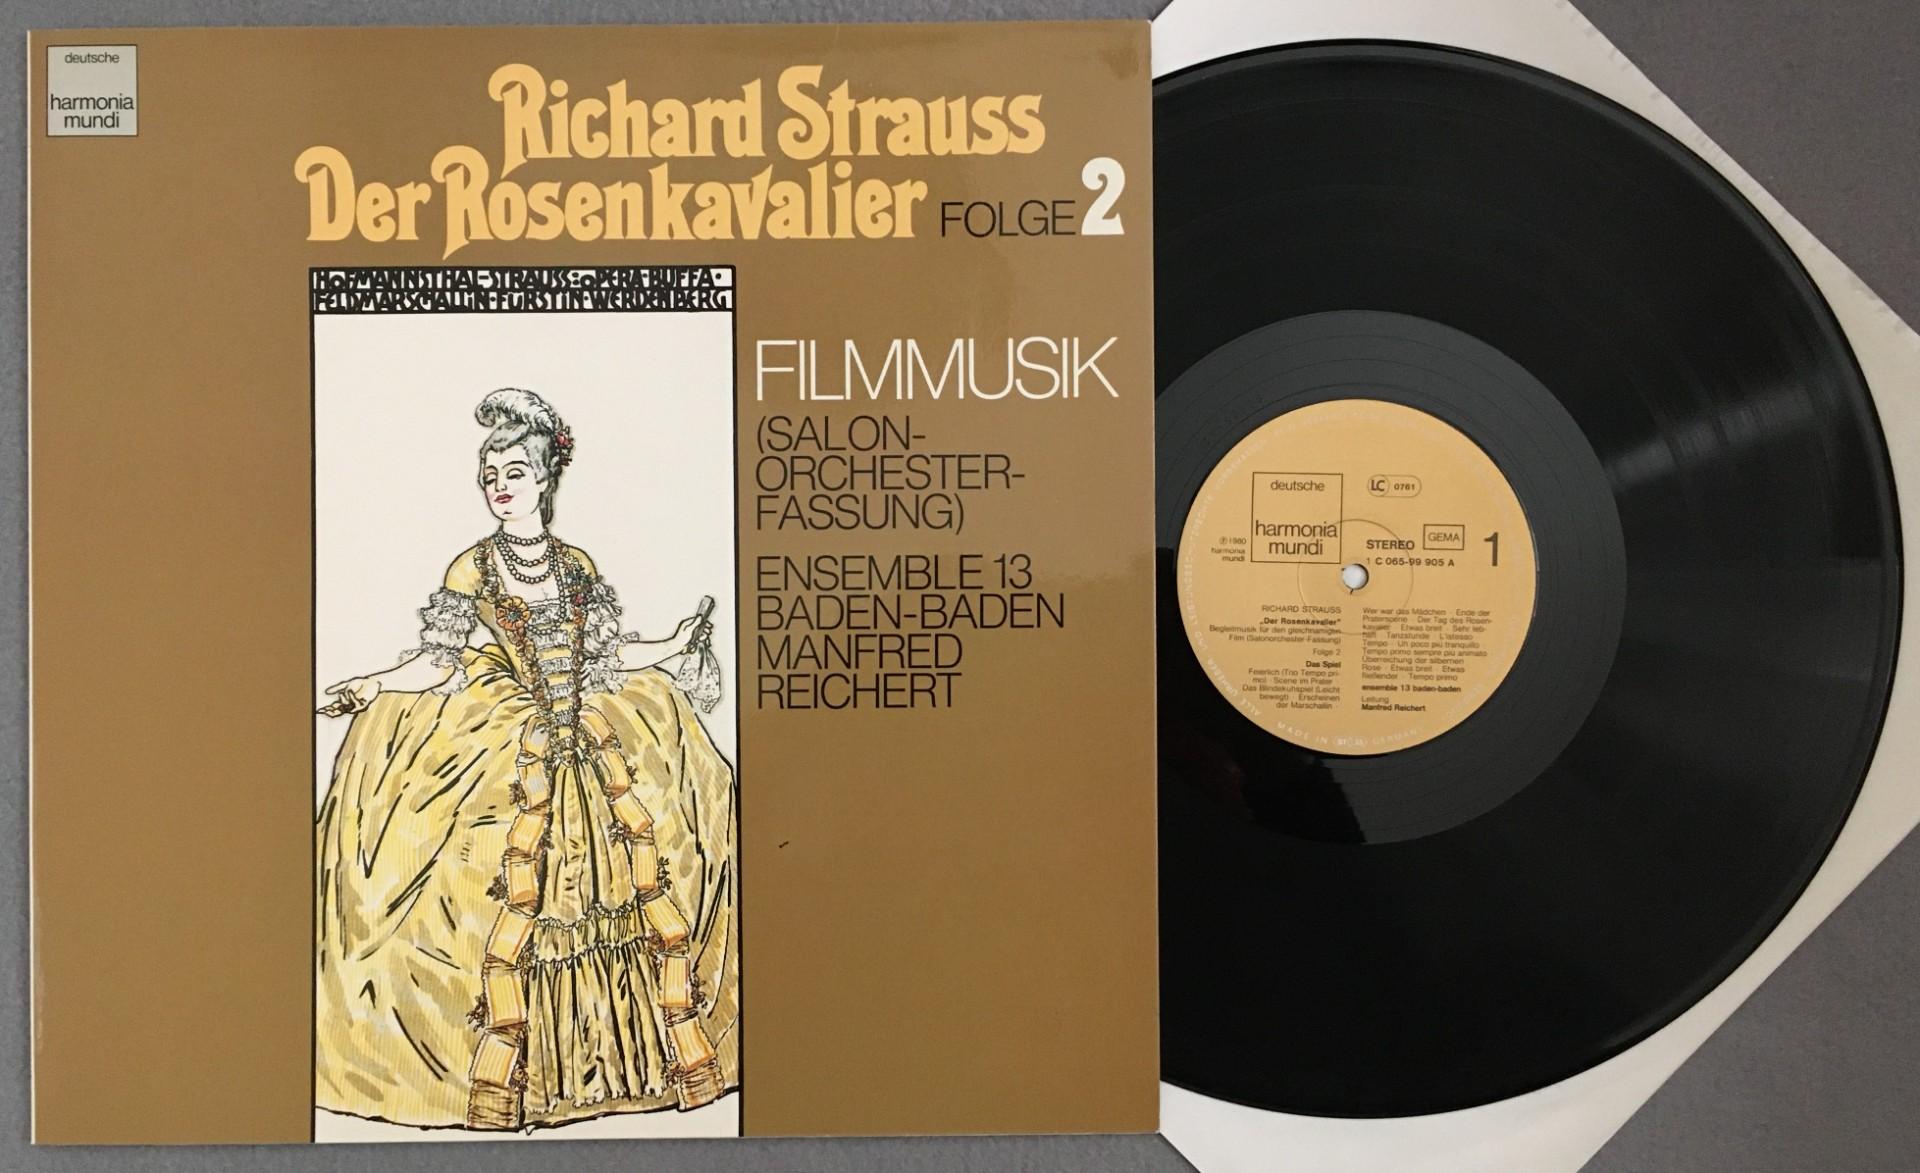 deutsche
harmonia
mundi
Richard Strauss
Der Rosenkavalier FOLGE 2
HOFMANNSTHAL-STRAUSS:OPERA·BUFFA·
FELDMARSCHALLIN·FÜRSTIN·WERDENBERG
FILMMUSIK
(SALON-
ORCHESTER-
FASSUNG)
ENSEMBLE 13
BADEN-BADEN
MANFRED
REICHERT
deutsche
harmonia
mundi
LC 0761
℗ 1980
harmonia
mundi
STEREO
GEMA
1
1 C 065-99 905 A
RICHARD STRAUSS
„Der Rosenkavalier"
Begleitmusik für den gleichnamigen
Film (Salonorchester-Fassung)
Folge 2
Das Spiel
Feierlich (Trio Tempo pri-
mo) · Scene im Prater ·
Das Blindekuhspiel (Leicht
bewegt) · Erscheinen
der Marschallin ·
Wer war das Mädchen · Ende der
Praterszene · Der Tag des Rosen-
kavalier · Etwas breit · Sehr leb-
haft · Tanzstunde · L'istesso
Tempo · Un poco più tranquillo ·
Tempo primo sempre più animato ·
Überreichung der silbernen
Rose · Etwas breit · Etwas
fließender · Tempo primo
ensemble 13 baden-baden
Leitung
Manfred Reichert
MADE IN GERMANY